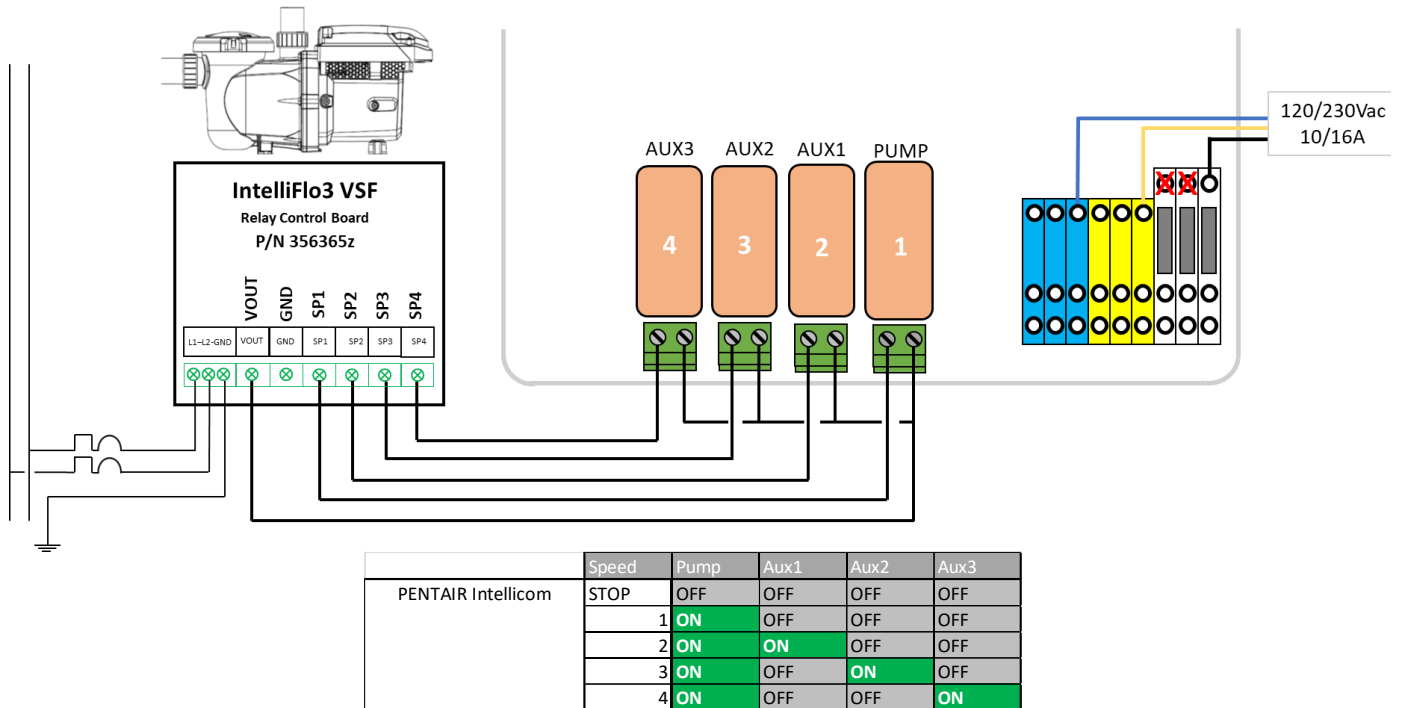 120/230Vac
10/16A
AUX3 AUX2 AUX1 PUMP
IntelliFlo3 VSF
Relay Control Board
P/N 356365z
4 3 2 1
VOUT GND SP1 SP2 SP3 SP4
L1–L2-GND VOUT GND SP1 SP2 SP3 SP4
Speed Pump Aux1 Aux2 Aux3
PENTAIR Intellicom STOP OFF OFF OFF OFF
1 ON OFF OFF OFF
2 ON ON OFF OFF
3 ON OFF ON OFF
4 ON OFF OFF ON